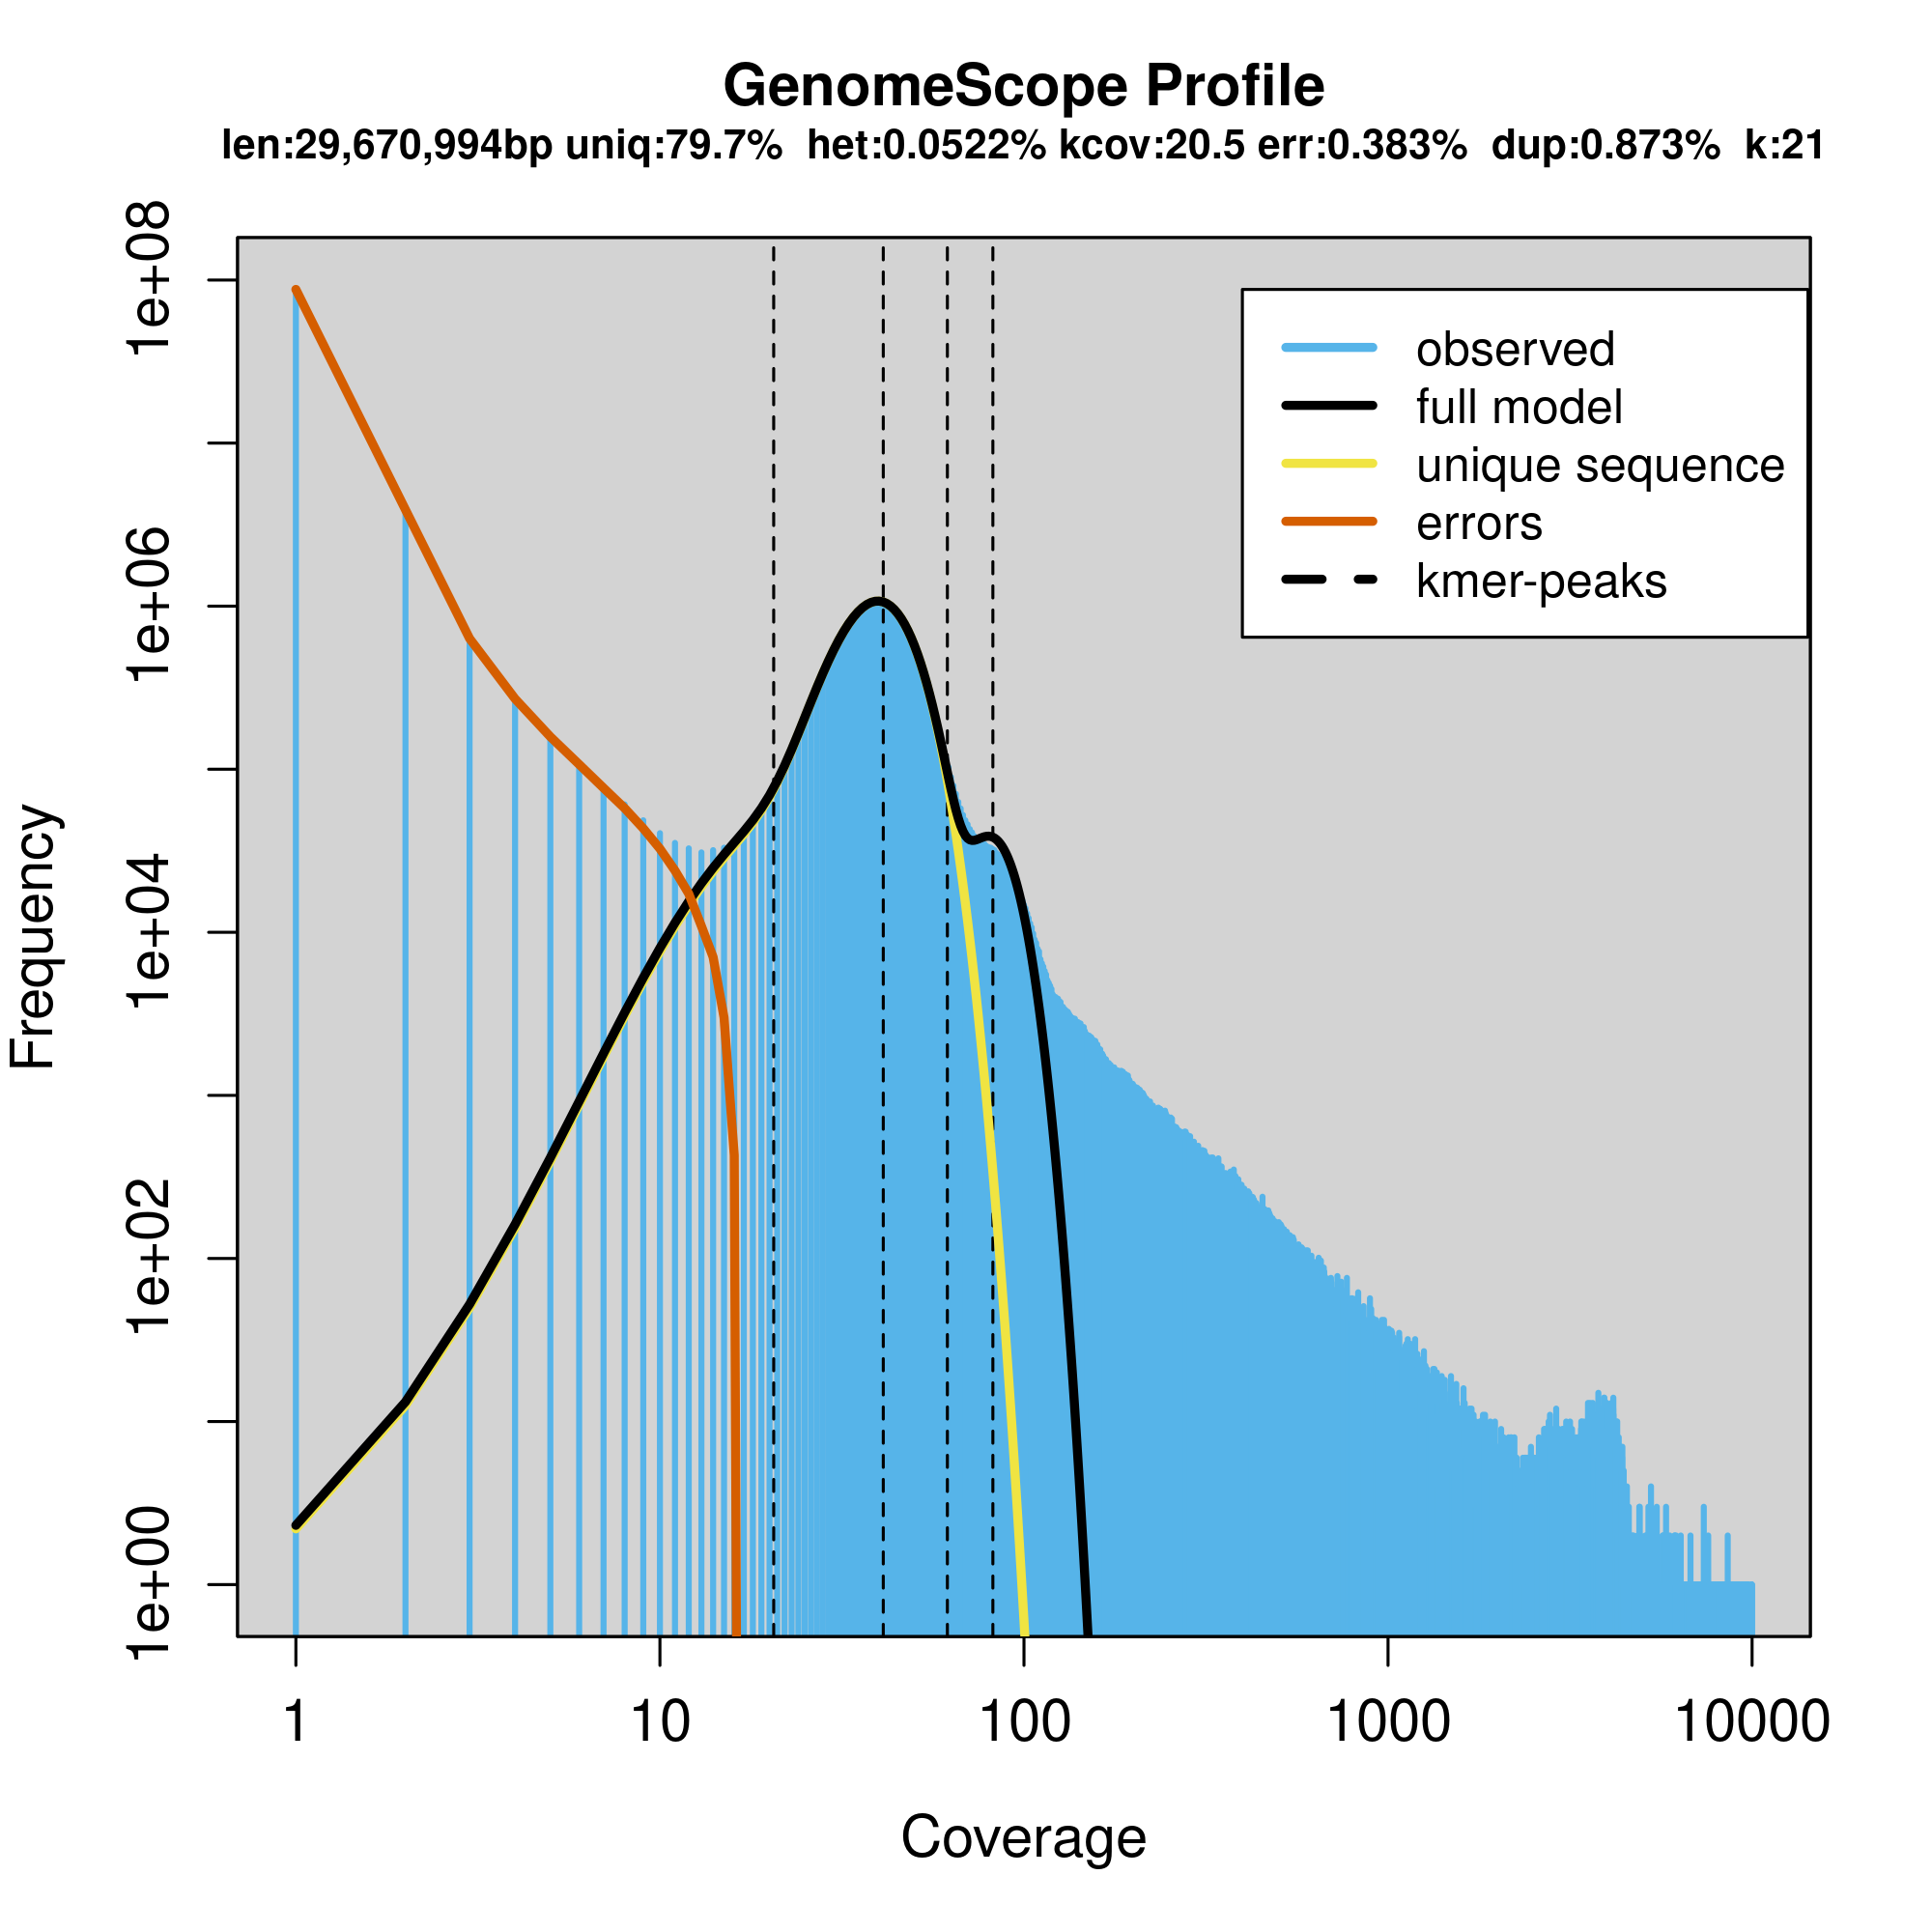 GenomeScope Profile
len:29,670,994bp uniq:79.7% het:0.0522% kcov:20.5 err:0.383% dup:0.873% k:21
1e+08
1e+06
1e+04
1e+02
1e+00
Frequency
observed
full model
unique sequence
errors
kmer-peaks
1 10 100 1000 10000
Coverage